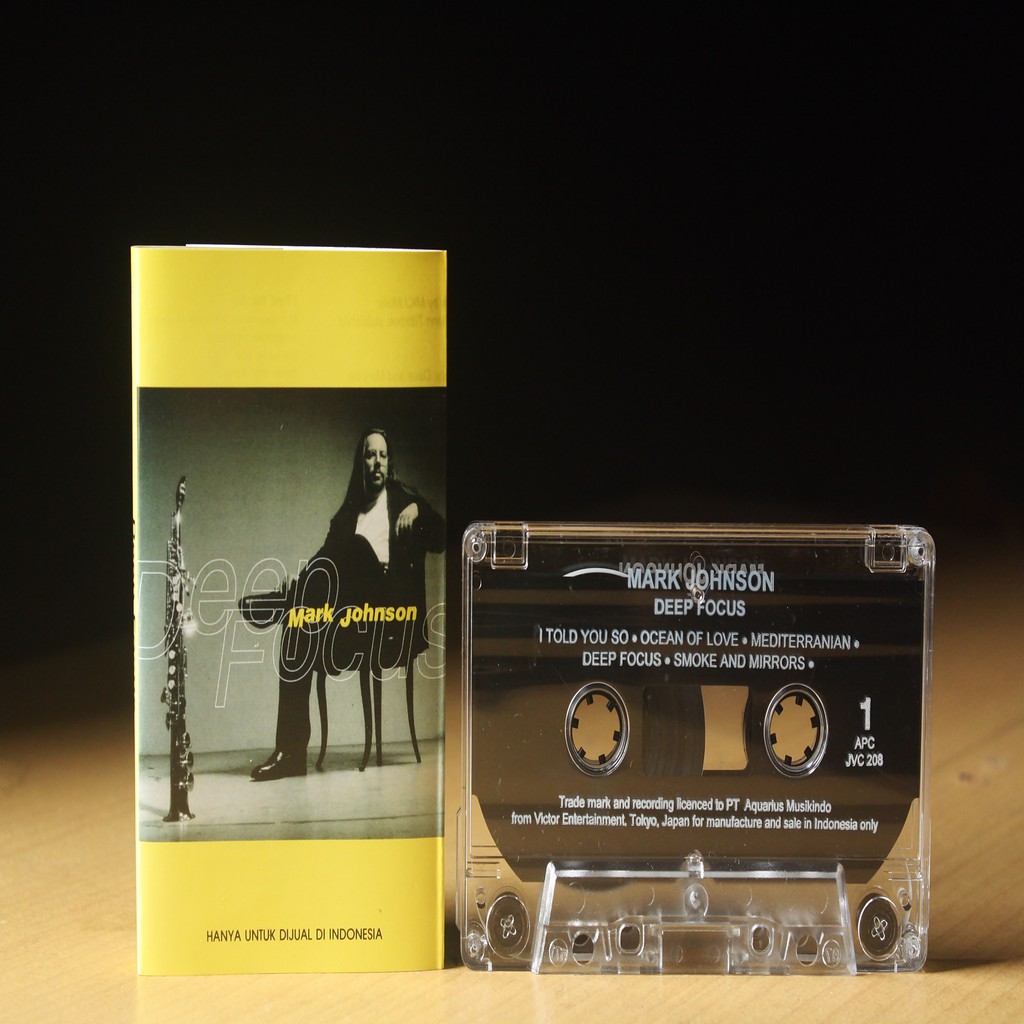 Deep
Focus
Mark Johnson
HANYA UNTUK DIJUAL DI INDONESIA
MARK JOHNSON
DEEP FOCUS
I TOLD YOU SO • OCEAN OF LOVE • MEDITERRANIAN •
DEEP FOCUS • SMOKE AND MIRRORS •
1
APC
JVC 208
Trade mark and recording licenced to PT Aquarius Musikindo
from Victor Entertainment, Tokyo, Japan for manufacture and sale in Indonesia only